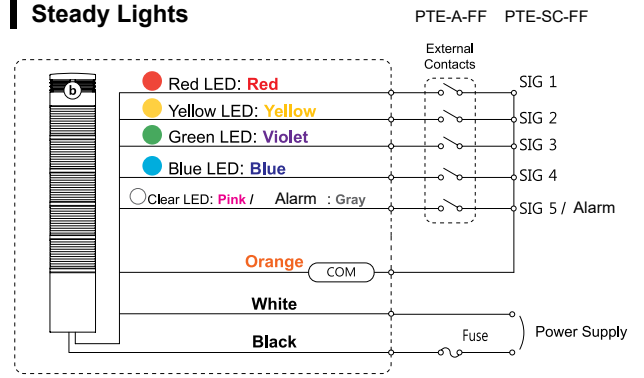 Steady Lights
PTE-A-FF PTE-SC-FF
External
Contacts
b
Red LED: Red
SIG 1
Yellow LED: Yellow
SIG 2
Green LED: Violet
SIG 3
Blue LED: Blue
SIG 4
Clear LED: Pink / Alarm : Gray
SIG 5 / Alarm
Orange
COM
White
Black
Fuse
Power Supply